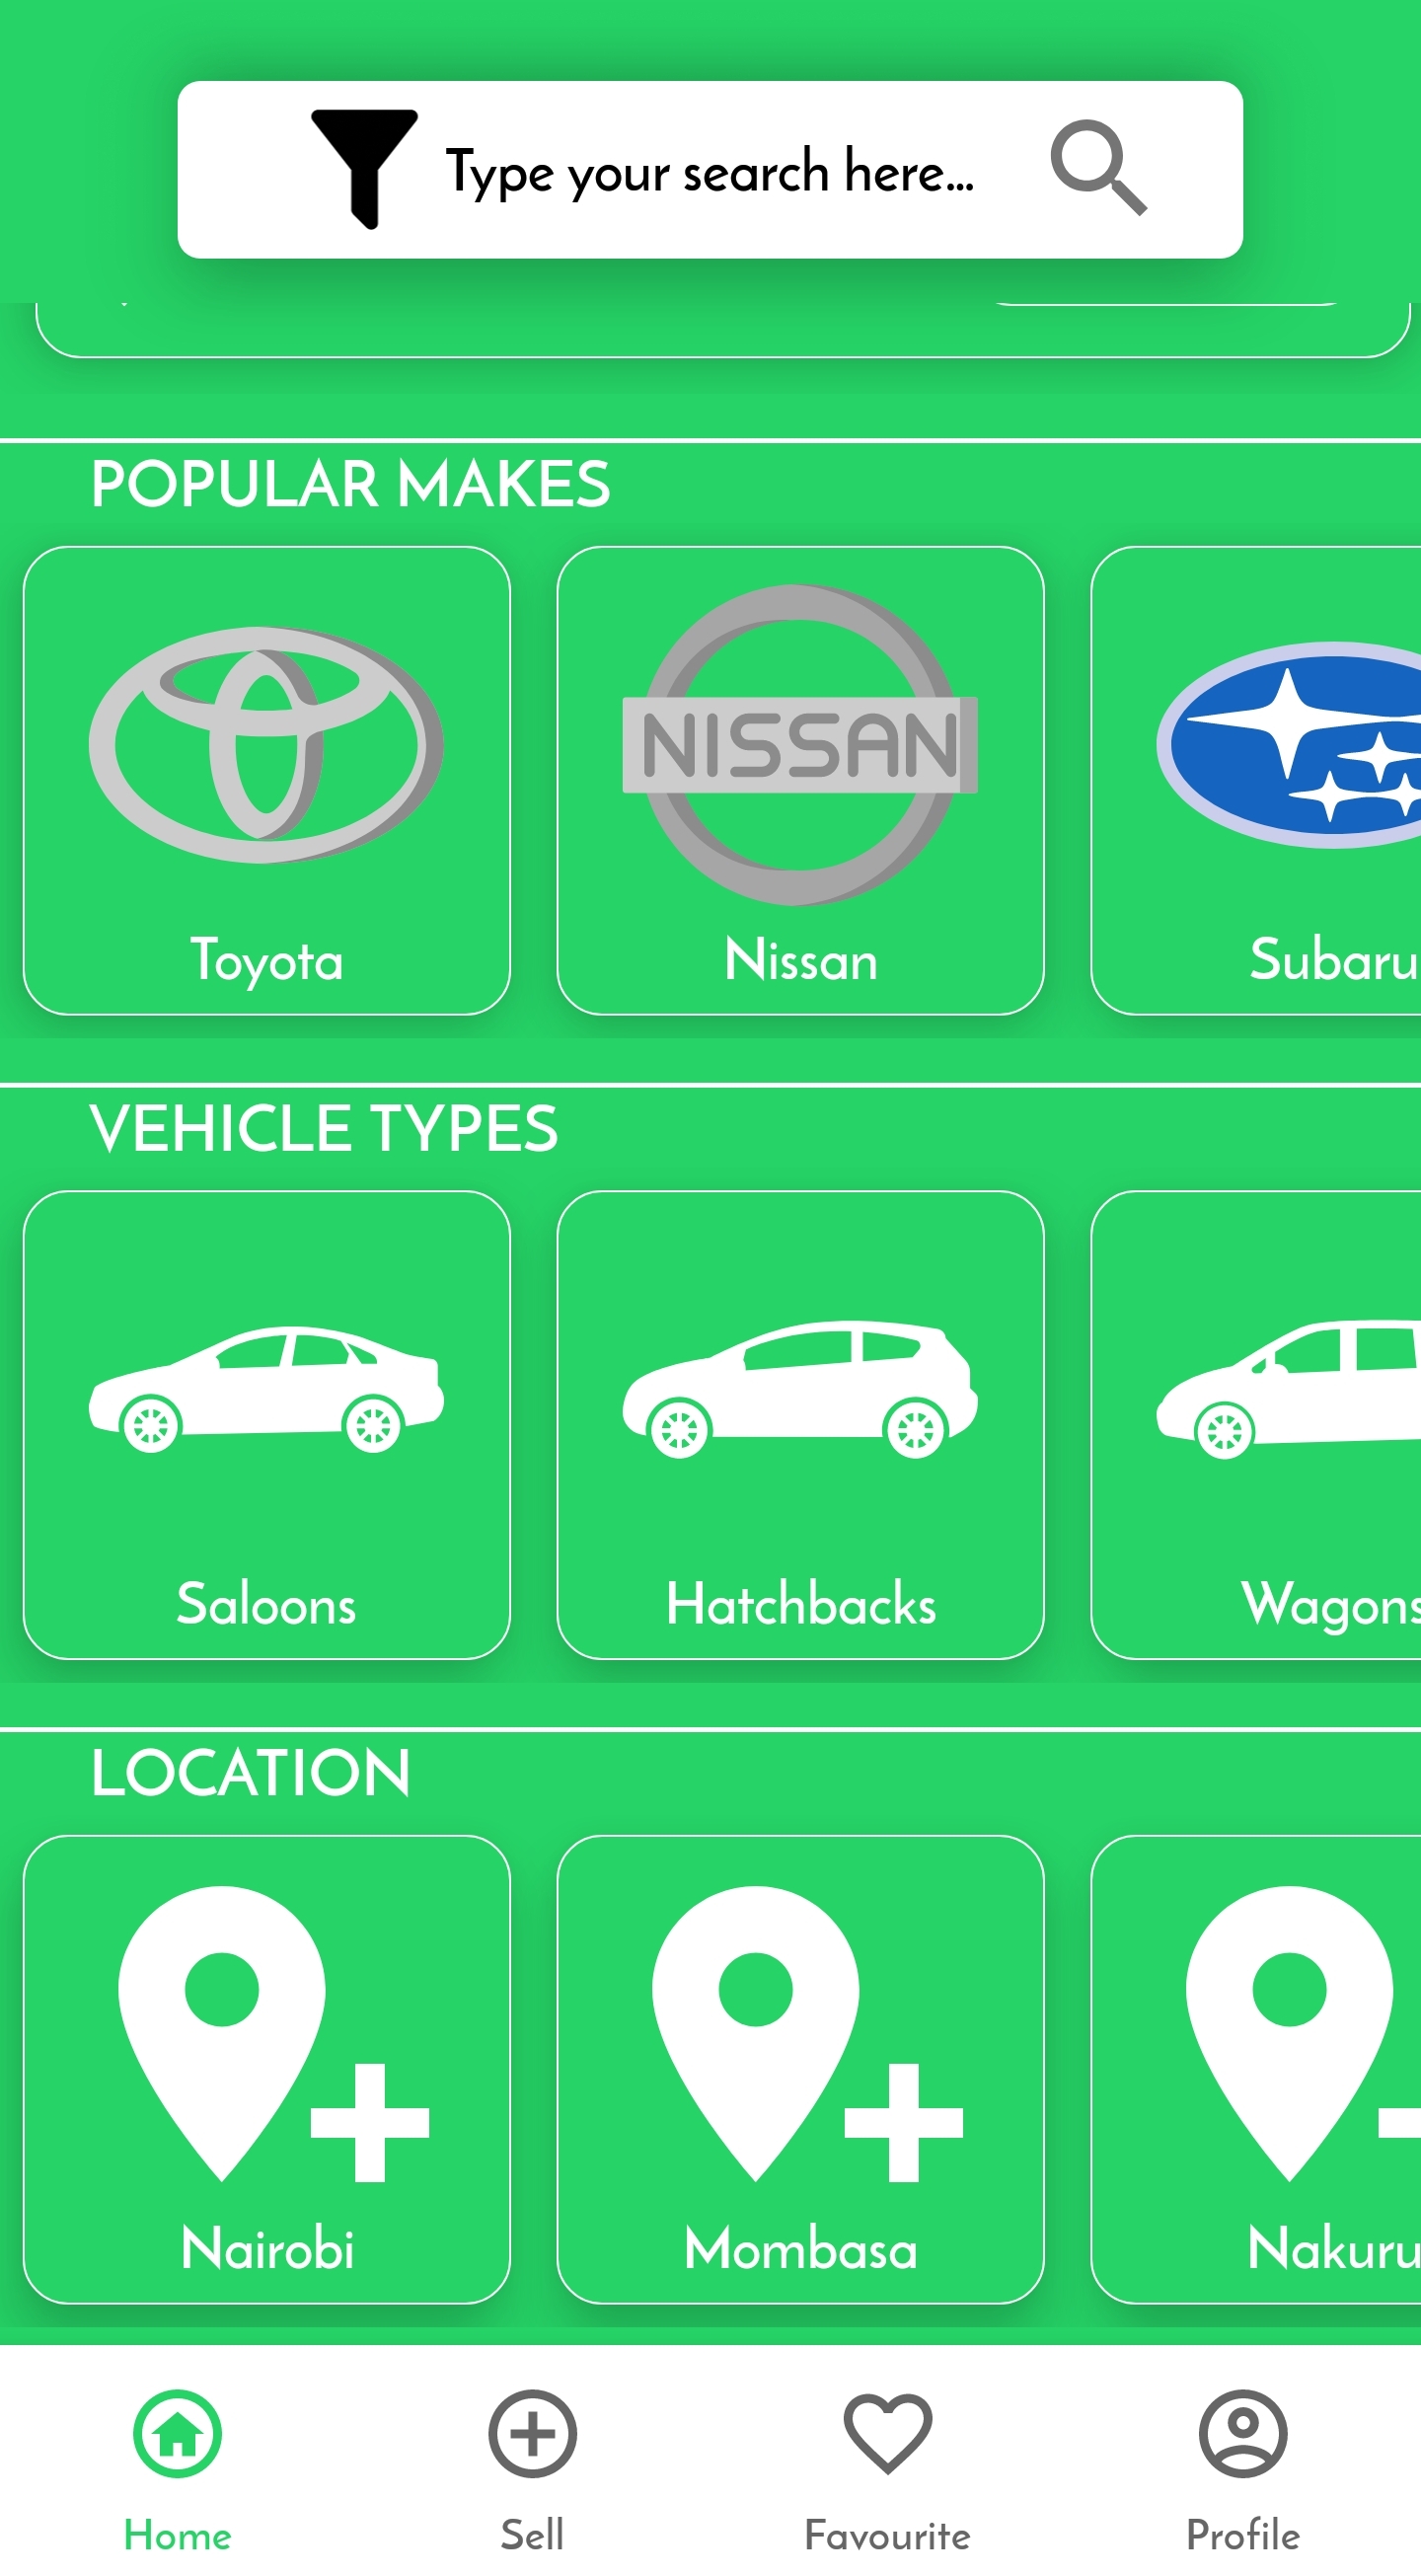 Type your search here...
POPULAR MAKES
NISSAN
Toyota Nissan Subaru
VEHICLE TYPES
Saloons Hatchbacks Wagons
LOCATION
Nairobi Mombasa Nakuru
Home Sell Favourite Profile